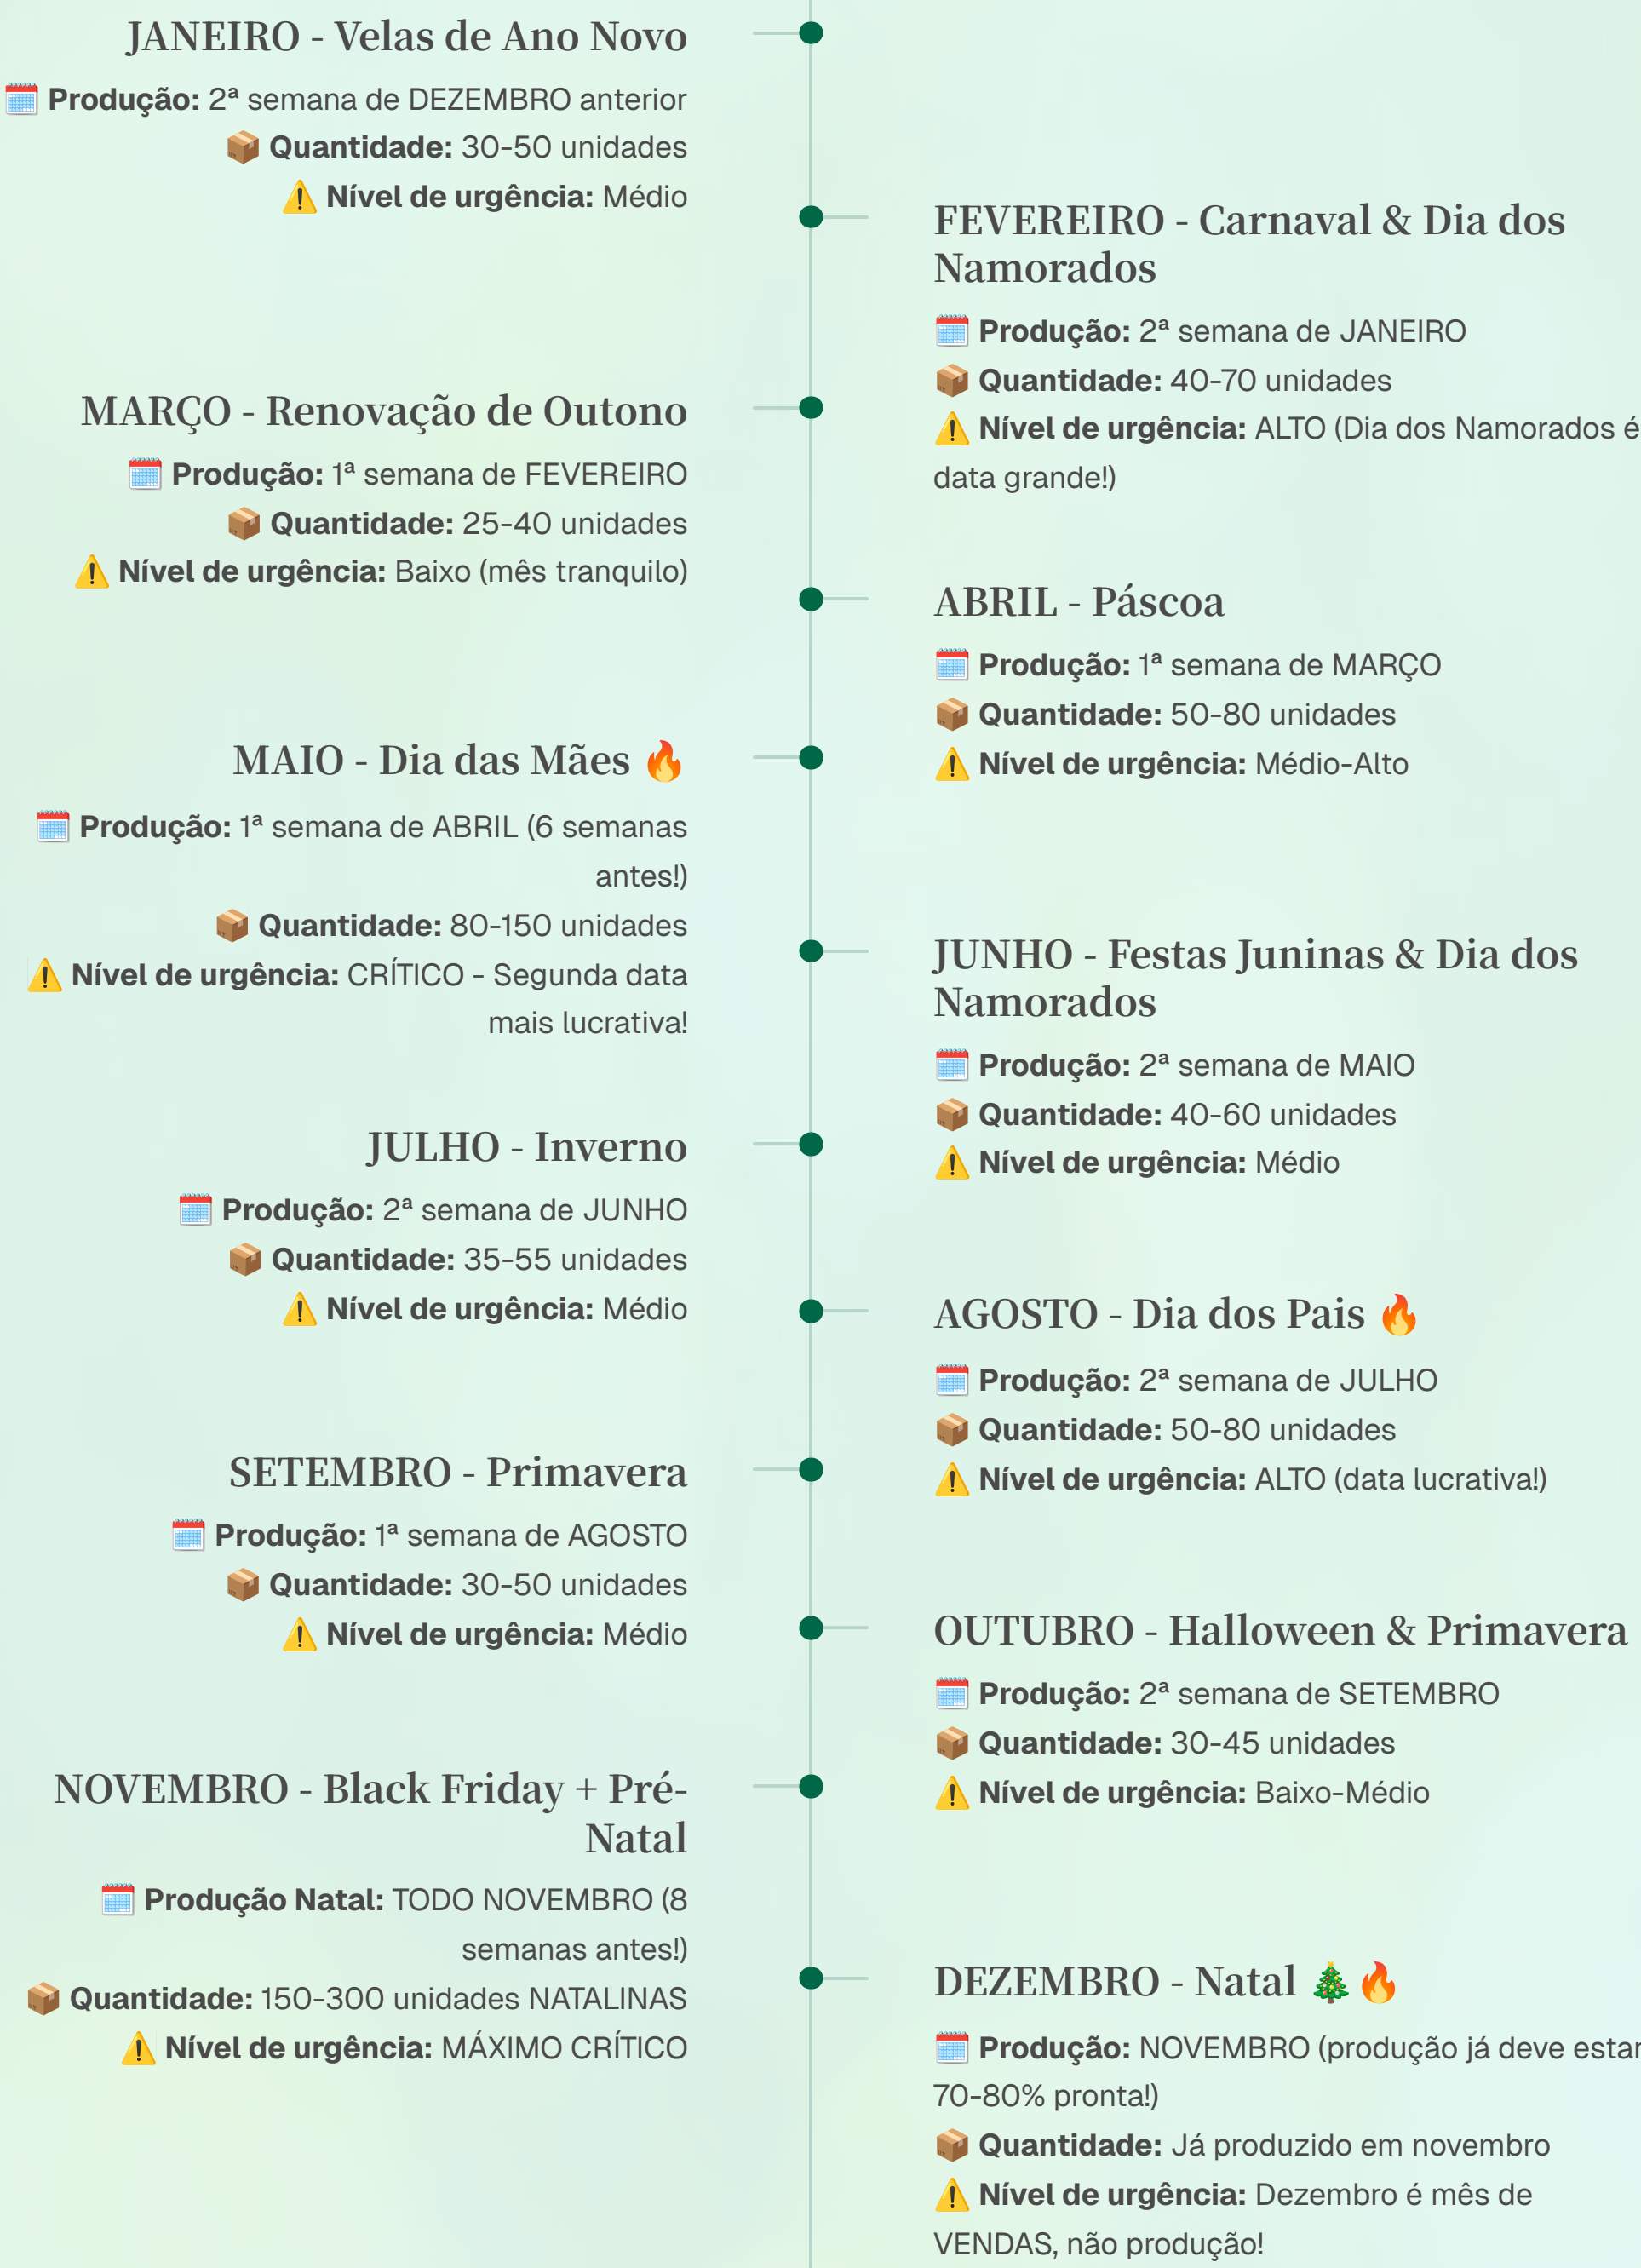 JANEIRO - Velas de Ano Novo
🗓️ Produção: 2ª semana de DEZEMBRO anterior
📦 Quantidade: 30-50 unidades
⚠️ Nível de urgência: Médio
FEVEREIRO - Carnaval & Dia dos
Namorados
🗓️ Produção: 2ª semana de JANEIRO
📦 Quantidade: 40-70 unidades
⚠️ Nível de urgência: ALTO (Dia dos Namorados é
data grande!)
MARÇO - Renovação de Outono
🗓️ Produção: 1ª semana de FEVEREIRO
📦 Quantidade: 25-40 unidades
⚠️ Nível de urgência: Baixo (mês tranquilo)
ABRIL - Páscoa
🗓️ Produção: 1ª semana de MARÇO
📦 Quantidade: 50-80 unidades
⚠️ Nível de urgência: Médio-Alto
MAIO - Dia das Mães 🔥
🗓️ Produção: 1ª semana de ABRIL (6 semanas
antes!)
📦 Quantidade: 80-150 unidades
⚠️ Nível de urgência: CRÍTICO - Segunda data
mais lucrativa!
JUNHO - Festas Juninas & Dia dos
Namorados
🗓️ Produção: 2ª semana de MAIO
📦 Quantidade: 40-60 unidades
⚠️ Nível de urgência: Médio
JULHO - Inverno
🗓️ Produção: 2ª semana de JUNHO
📦 Quantidade: 35-55 unidades
⚠️ Nível de urgência: Médio
AGOSTO - Dia dos Pais 🔥
🗓️ Produção: 2ª semana de JULHO
📦 Quantidade: 50-80 unidades
⚠️ Nível de urgência: ALTO (data lucrativa!)
SETEMBRO - Primavera
🗓️ Produção: 1ª semana de AGOSTO
📦 Quantidade: 30-50 unidades
⚠️ Nível de urgência: Médio
OUTUBRO - Halloween & Primavera
🗓️ Produção: 2ª semana de SETEMBRO
📦 Quantidade: 30-45 unidades
⚠️ Nível de urgência: Baixo-Médio
NOVEMBRO - Black Friday + Pré-
Natal
🗓️ Produção Natal: TODO NOVEMBRO (8
semanas antes!)
📦 Quantidade: 150-300 unidades NATALINAS
⚠️ Nível de urgência: MÁXIMO CRÍTICO
DEZEMBRO - Natal 🎄🔥
🗓️ Produção: NOVEMBRO (produção já deve estar
70-80% pronta!)
📦 Quantidade: Já produzido em novembro
⚠️ Nível de urgência: Dezembro é mês de
VENDAS, não produção!